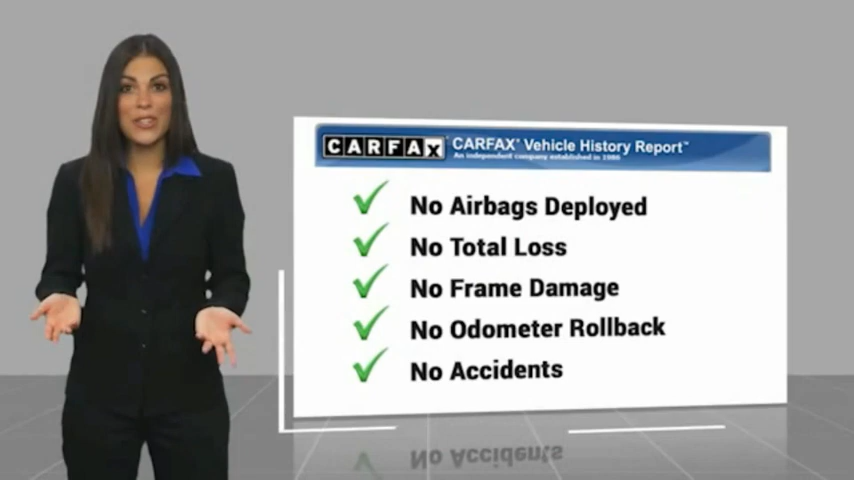 CARFAX CARFAX® Vehicle History Report™
An independent company established in 1986
No Airbags Deployed
No Total Loss
No Frame Damage
No Odometer Rollback
No Accidents
No Accidents